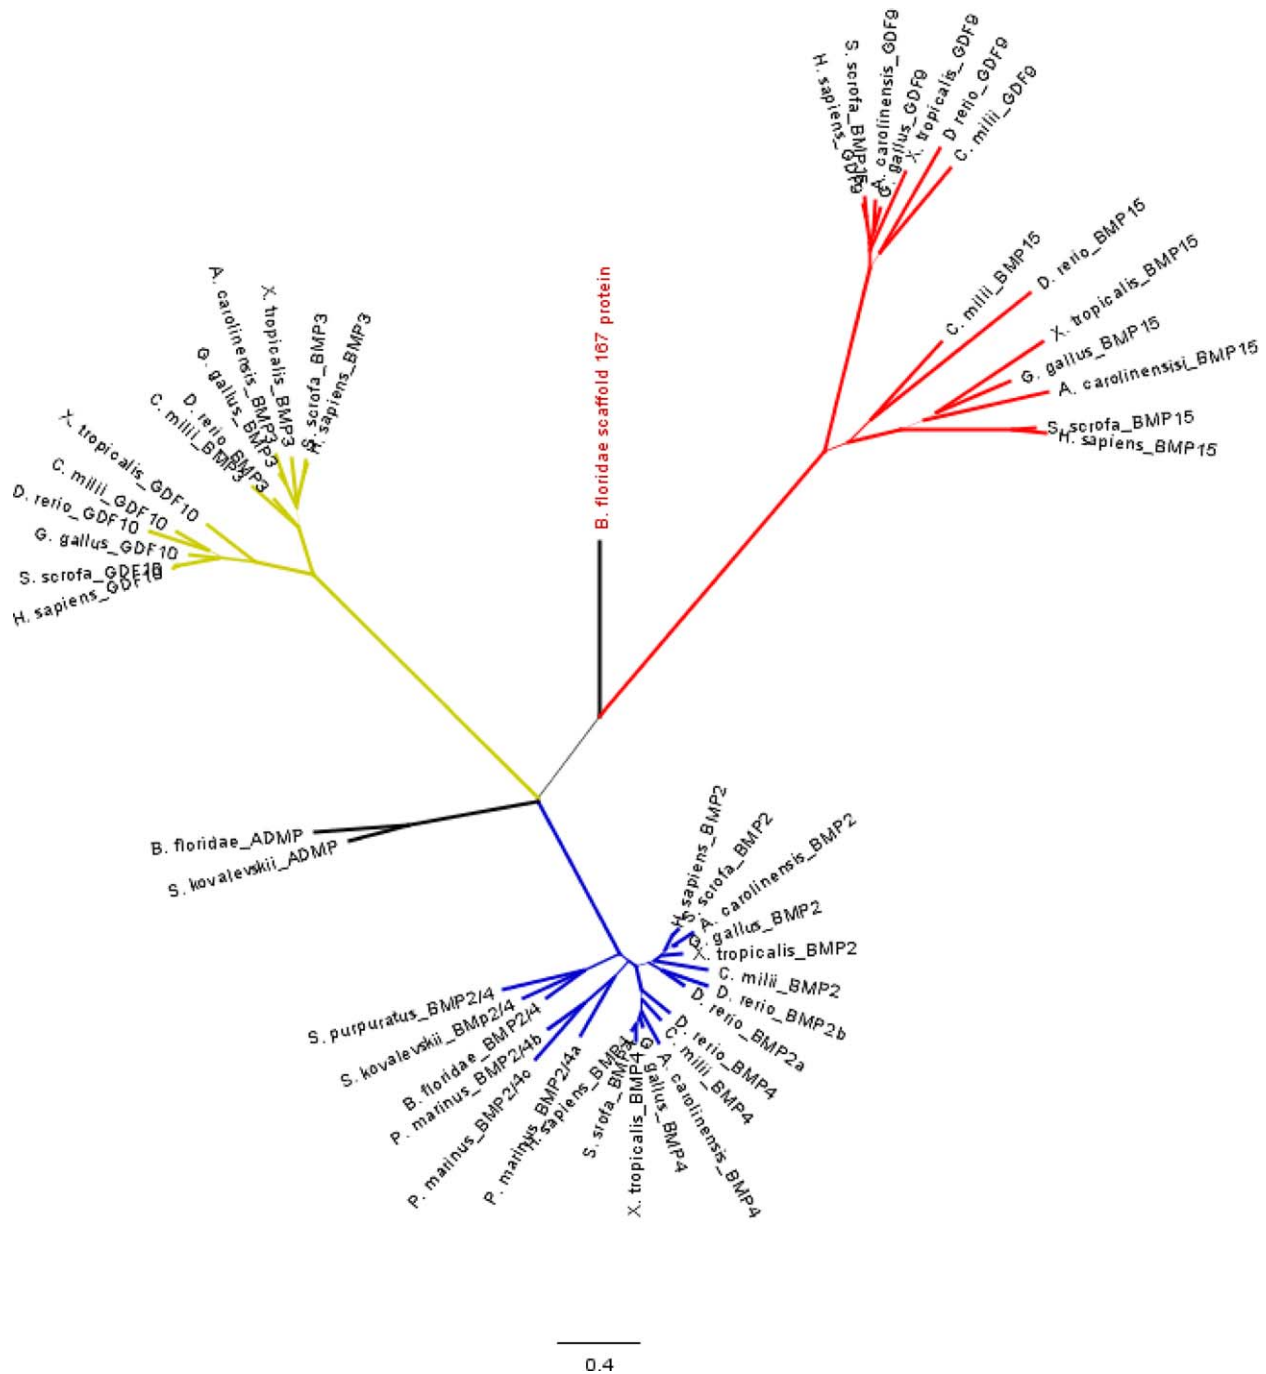 H. sapiens_GDF9
S. scrofa_BMP15
A. carolinensis_GDF9
G. gallus_GDF9
X. tropicalis_GDF9
D rerio_GDF9
C. milii_GDF9
C. millii_BMP15
D. rerio_BMP15
X. tropicalis_BMP15
G. gallus_BMP15
A. carolinensisi_BMP15
S. scrofa_BMP15
H. sapiens_BMP15
B. floridae scaffold 167 protein
H. sapiens_BMP3
S. scrofa_BMP3
X. tropicalis_BMP3
A. carolinensis_BMP3
G. gallus_BMP3
D. rerio_BMP3
C. millii_BMP3
X. tropicalis_GDF10
C. milii_GDF10
D. rerio_GDF10
G. gallus_GDF10
S. scrofa_GDF10
H. sapiens_GDF10
B. floridae_ADMP
S. kovalevskii_ADMP
H. sapiens_BMP2
S. scrofa_BMP2
A. carolinensis_BMP2
G. gallus_BMP2
X. tropicalis_BMP2
C. milii_BMP2
D. rerio_BMP2b
D. rerio_BMP2a
D. rerio_BMP4
C. milii_BMP4
A. carolinensis_BMP4
G. gallus_BMP4
X. tropicalis_BMP4
S. srofa_BMP4
H. sapiens_BMP4
P. marinus_BMP2/4a
P. marinus_BMP2/4c
P. marinus_BMP2/4b
B. floridae_BMP2/4
S. kovalevskii_BMp2/4
S. purpuratus_BMP2/4
0.4